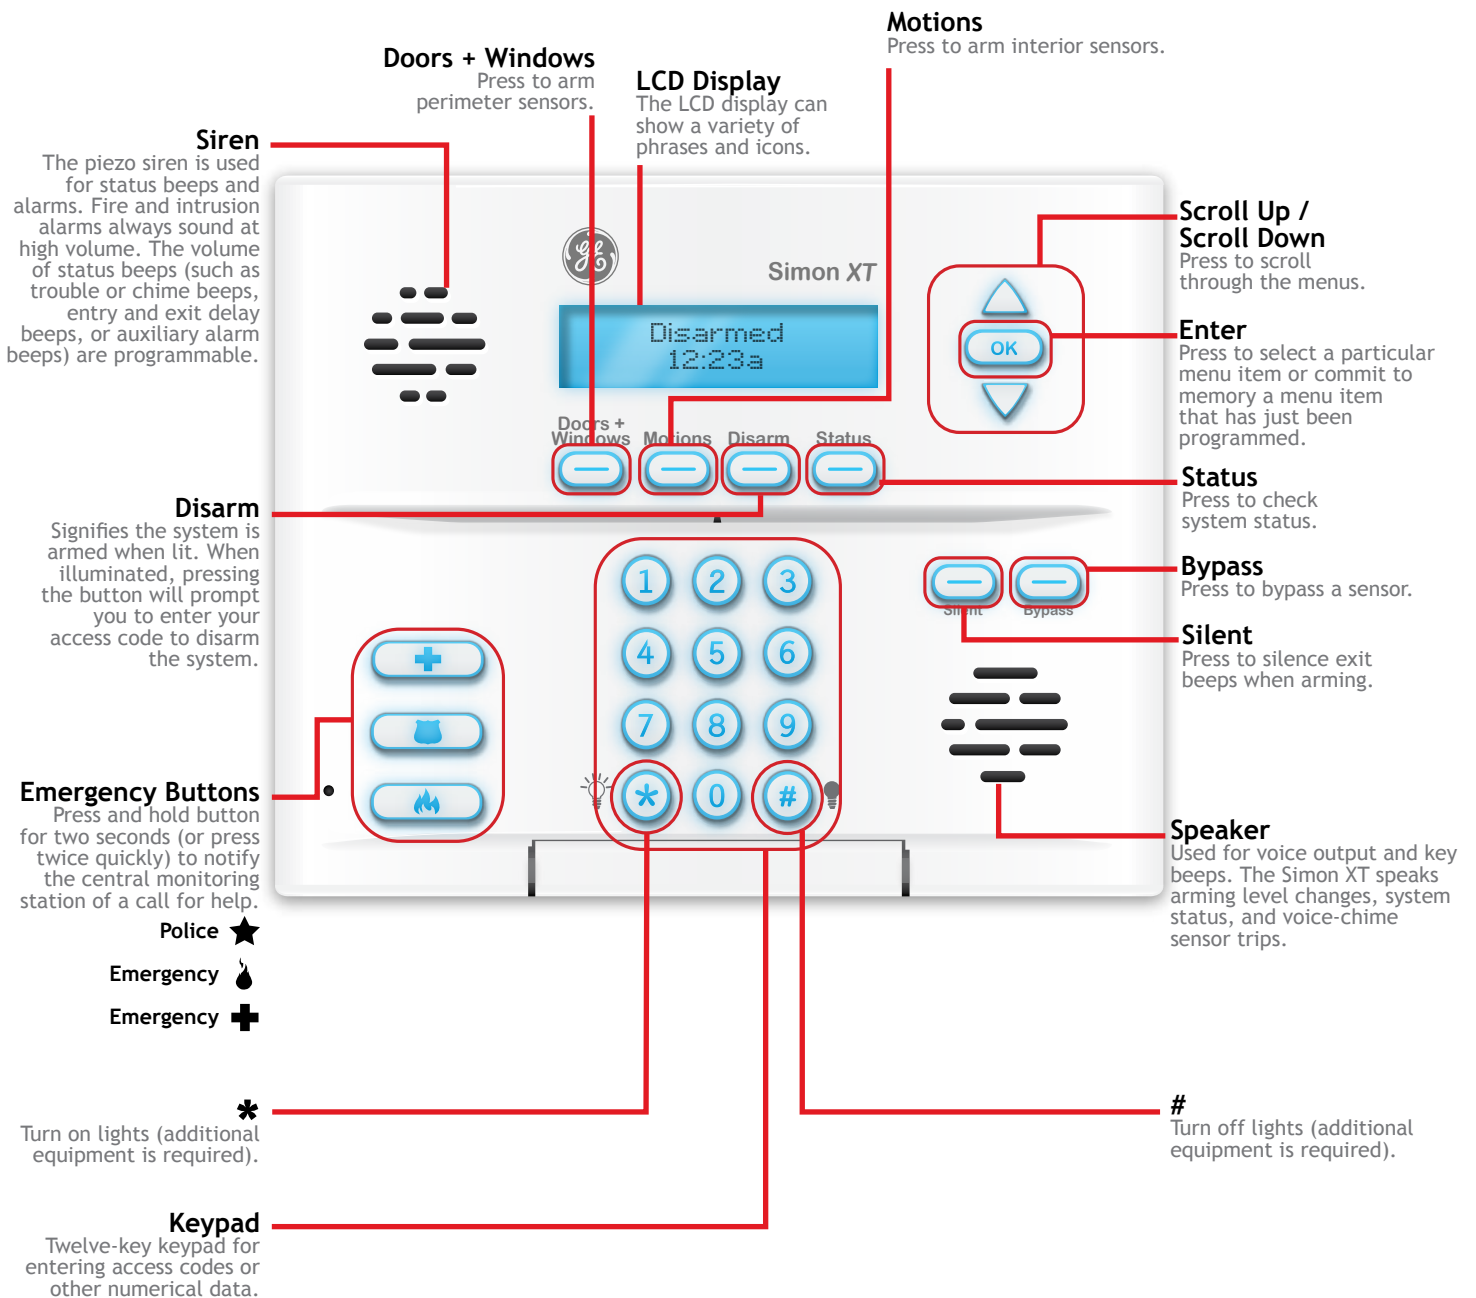 Motions
Press to arm interior sensors.
Doors + Windows
Press to arm
perimeter sensors.
LCD Display
The LCD display can
show a variety of
phrases and icons.
Siren
The piezo siren is used
for status beeps and
alarms. Fire and intrusion
alarms always sound at
high volume. The volume
of status beeps (such as
trouble or chime beeps,
entry and exit delay
beeps, or auxiliary alarm
beeps) are programmable.
Scroll Up /
Scroll Down
Press to scroll
through the menus.
Enter
Press to select a particular
menu item or commit to
memory a menu item
that has just been
programmed.
GE
Simon XT
Disarmed
12:23a
OK
Doors +
Windows
Motions
Disarm
Status
Status
Press to check
system status.
Disarm
Signifies the system is
armed when lit. When
illuminated, pressing
the button will prompt
you to enter your
access code to disarm
the system.
Bypass
Press to bypass a sensor.
Silent
Press to silence exit
beeps when arming.
Silent
Bypass
1 2 3
4 5 6
7 8 9
* 0 #
Emergency Buttons
Press and hold button
for two seconds (or press
twice quickly) to notify
the central monitoring
station of a call for help.
Police
Emergency
Emergency
Speaker
Used for voice output and key
beeps. The Simon XT speaks
arming level changes, system
status, and voice-chime
sensor trips.
*
Turn on lights (additional
equipment is required).
#
Turn off lights (additional
equipment is required).
Keypad
Twelve-key keypad for
entering access codes or
other numerical data.